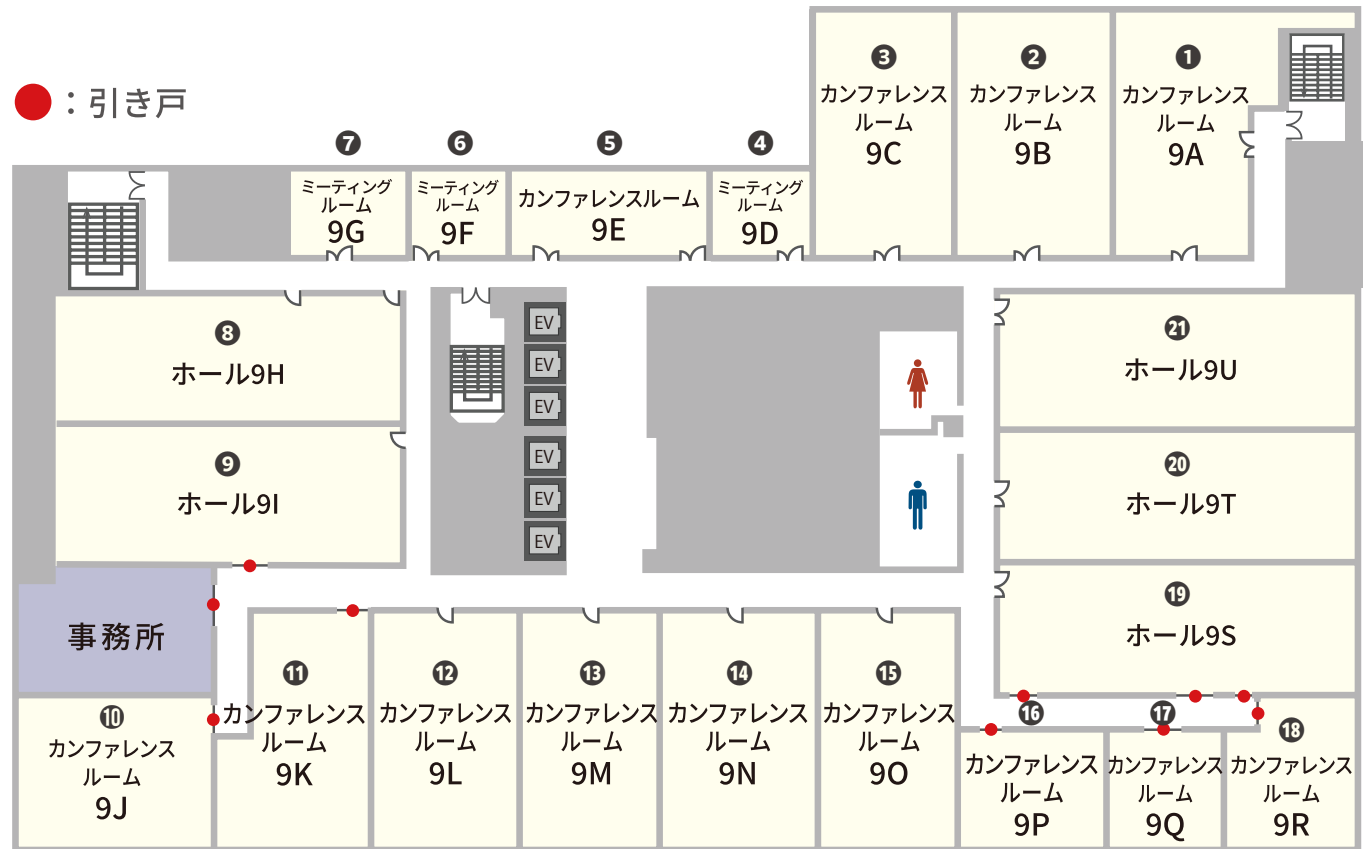 ：引き戸
❶
カンファレンス
ルーム
9A
❷
カンファレンス
ルーム
9B
❸
カンファレンス
ルーム
9C
❹
ミーティング
ルーム
9D
❺
カンファレンスルーム
9E
❻
ミーティング
ルーム
9F
❼
ミーティング
ルーム
9G
❽
ホール9H
❾
ホール9I
EV
EV
EV
EV
EV
EV
㉑
ホール9U
⓴
ホール9T
⓳
ホール9S
事務所
❿
カンファレンス
ルーム
9J
⓫
カンファレンス
ルーム
9K
⓬
カンファレンス
ルーム
9L
⓭
カンファレンス
ルーム
9M
⓮
カンファレンス
ルーム
9N
⓯
カンファレンス
ルーム
9O
⓰
カンファレンス
ルーム
9P
⓱
カンファレンス
ルーム
9Q
⓲
カンファレンス
ルーム
9R